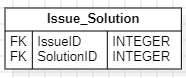 Issue_Solution
FK IssueID INTEGER
FK SolutionID INTEGER